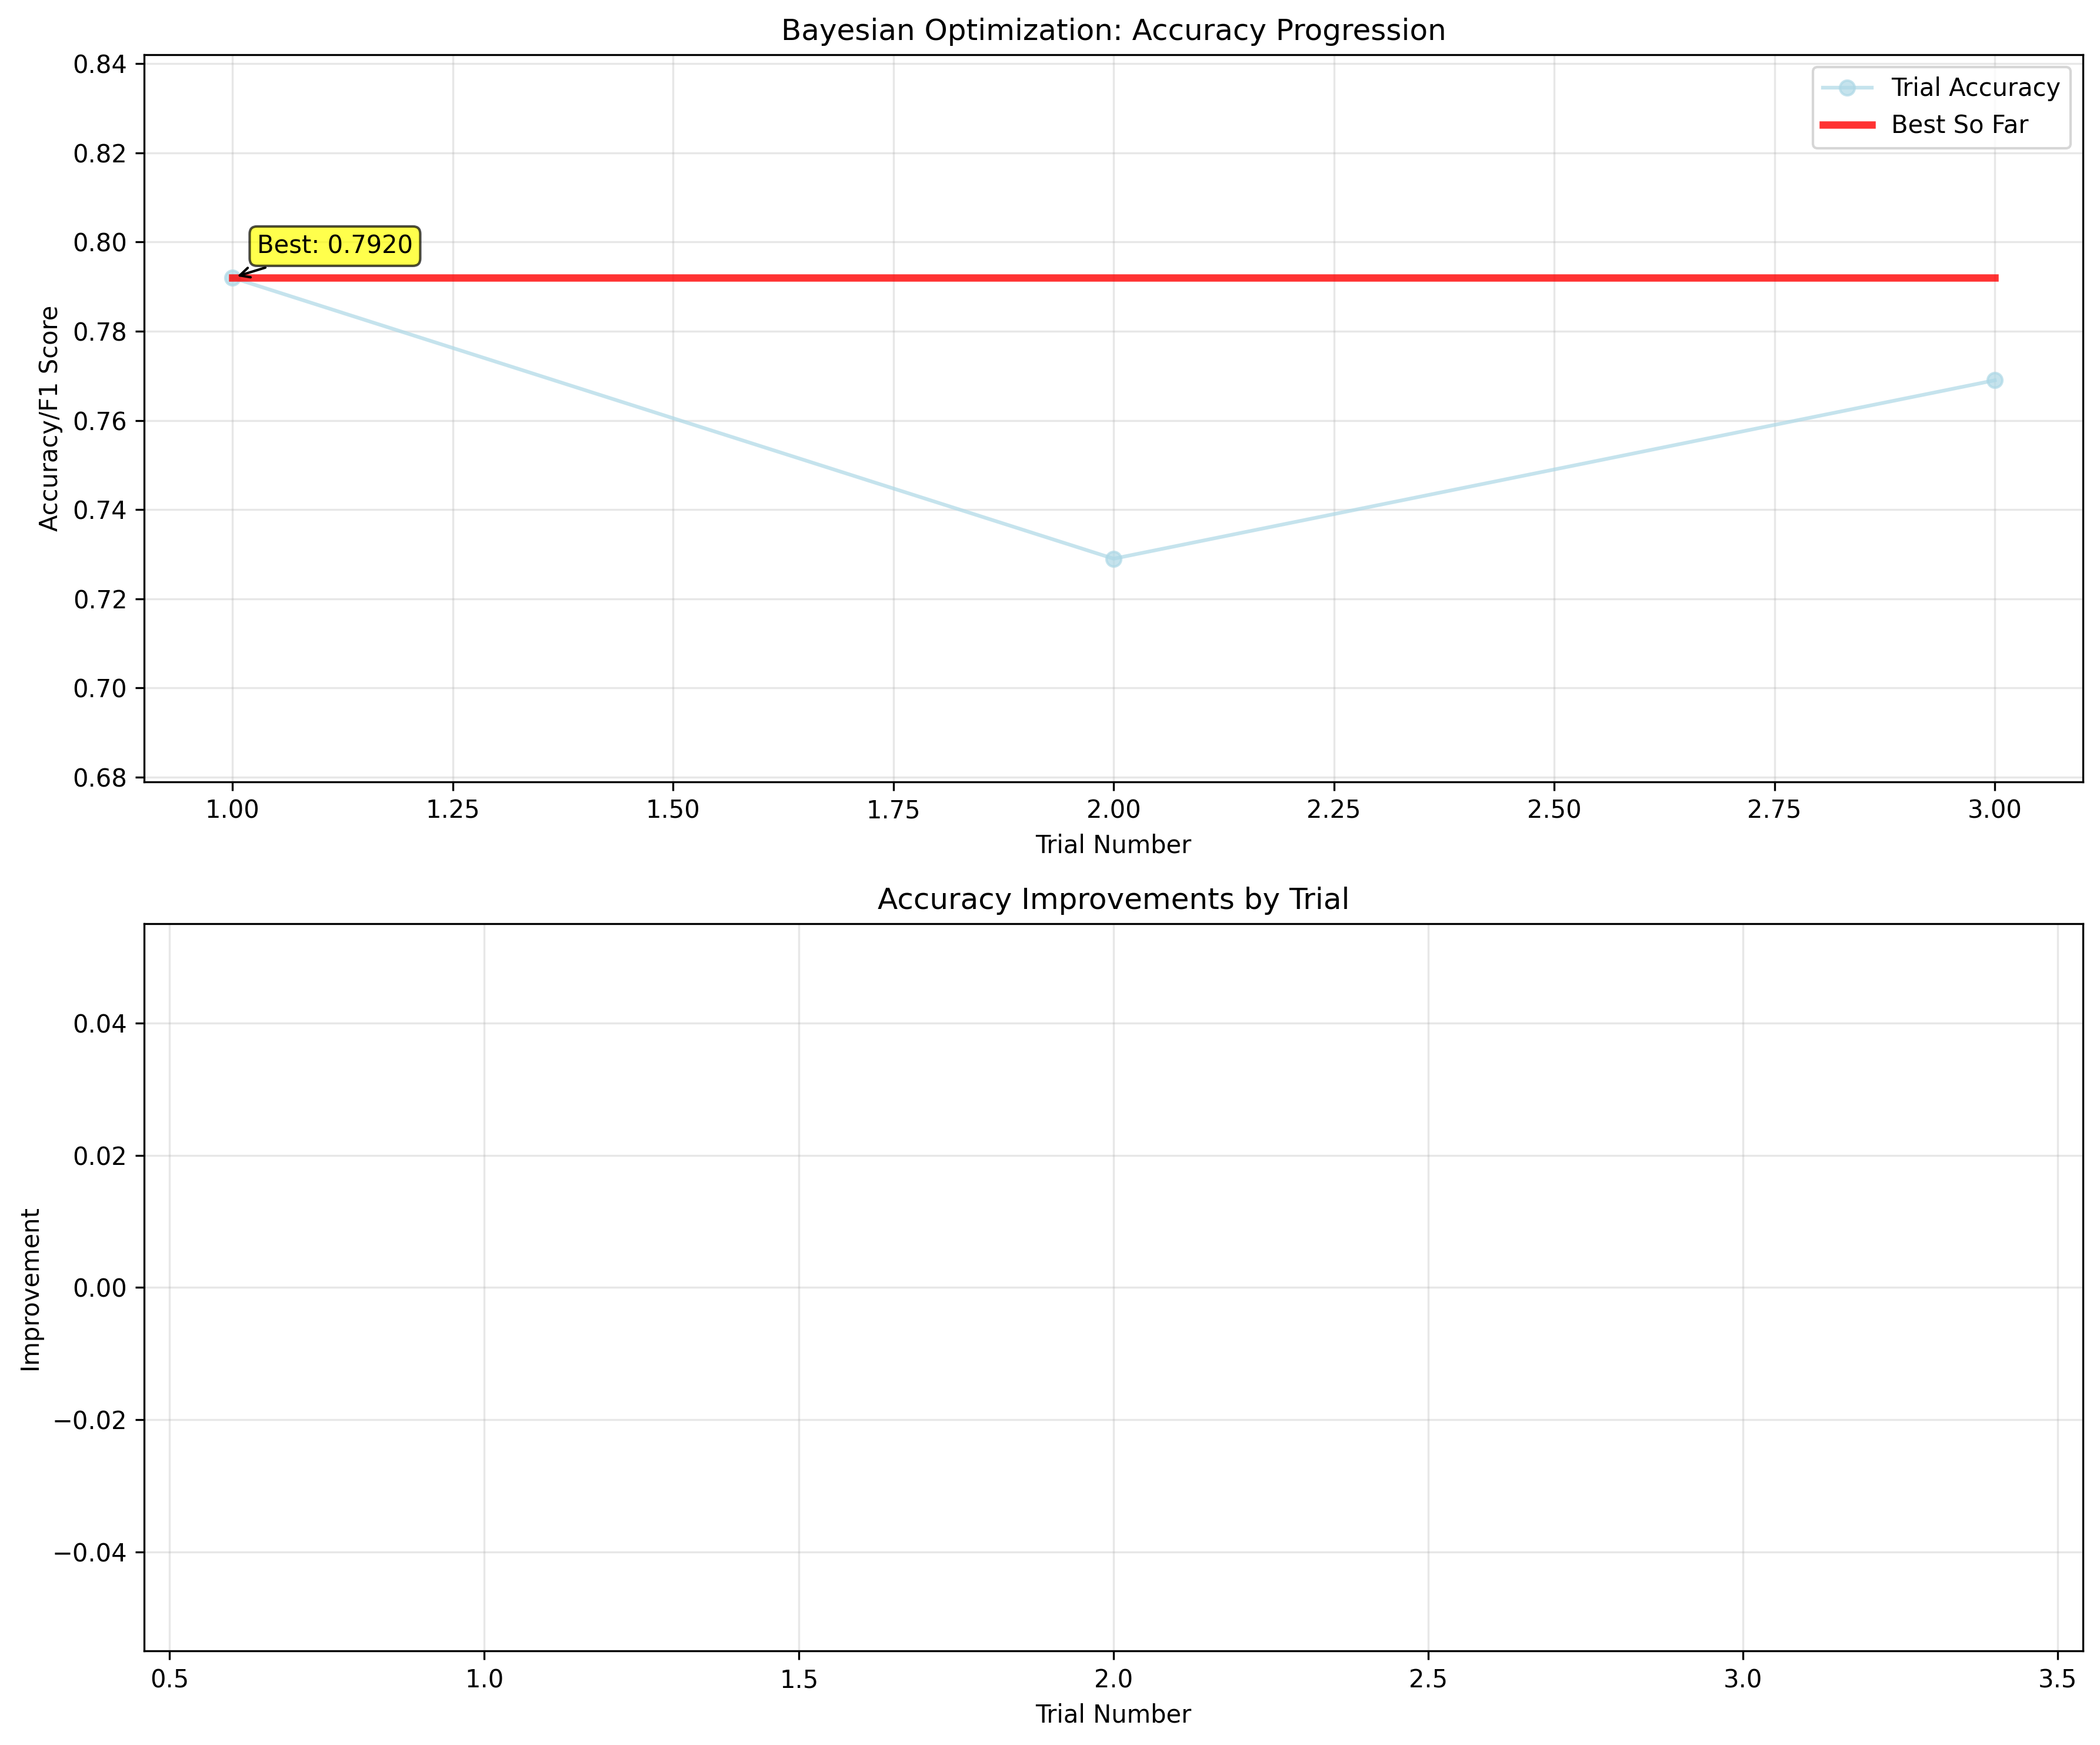 Bayesian Optimization: Accuracy Progression
0.84
0.82
0.80
0.78
0.76
0.74
0.72
0.70
0.68
Accuracy/F1 Score
Trial Accuracy
Best So Far
Best: 0.7920
1.00 1.25 1.50 1.75 2.00 2.25 2.50 2.75 3.00
Trial Number
Accuracy Improvements by Trial
0.04
0.02
0.00
−0.02
−0.04
Improvement
0.5 1.0 1.5 2.0 2.5 3.0 3.5
Trial Number